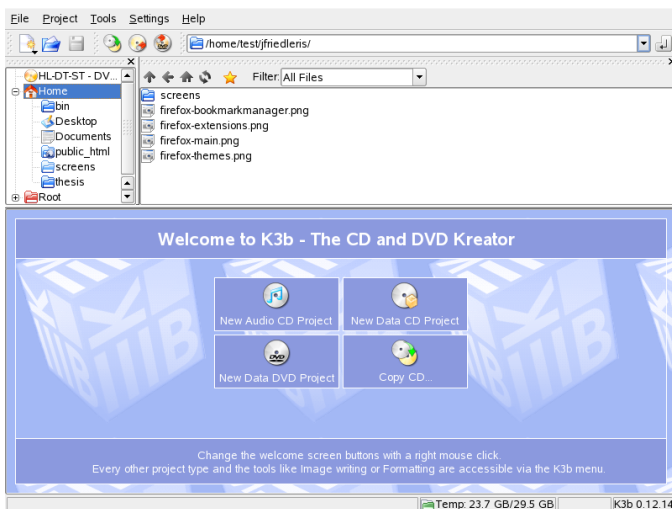 File Project Tools Settings Help
/home/test/jfriedleris/
HL-DT-ST - DV...
Filter: All Files
Home
bin
Desktop
Documents
public_html
screens
thesis
Root
screens
firefox-bookmarkmanager.png
firefox-extensions.png
firefox-main.png
firefox-themes.png
Welcome to K3b - The CD and DVD Kreator
New Audio CD Project
New Data CD Project
New Data DVD Project
Copy CD...
Change the welcome screen buttons with a right mouse click.
Every other project type and the tools like Image writing or Formatting are accessible via the K3b menu.
Temp: 23.7 GB/29.5 GB
K3b 0.12.14